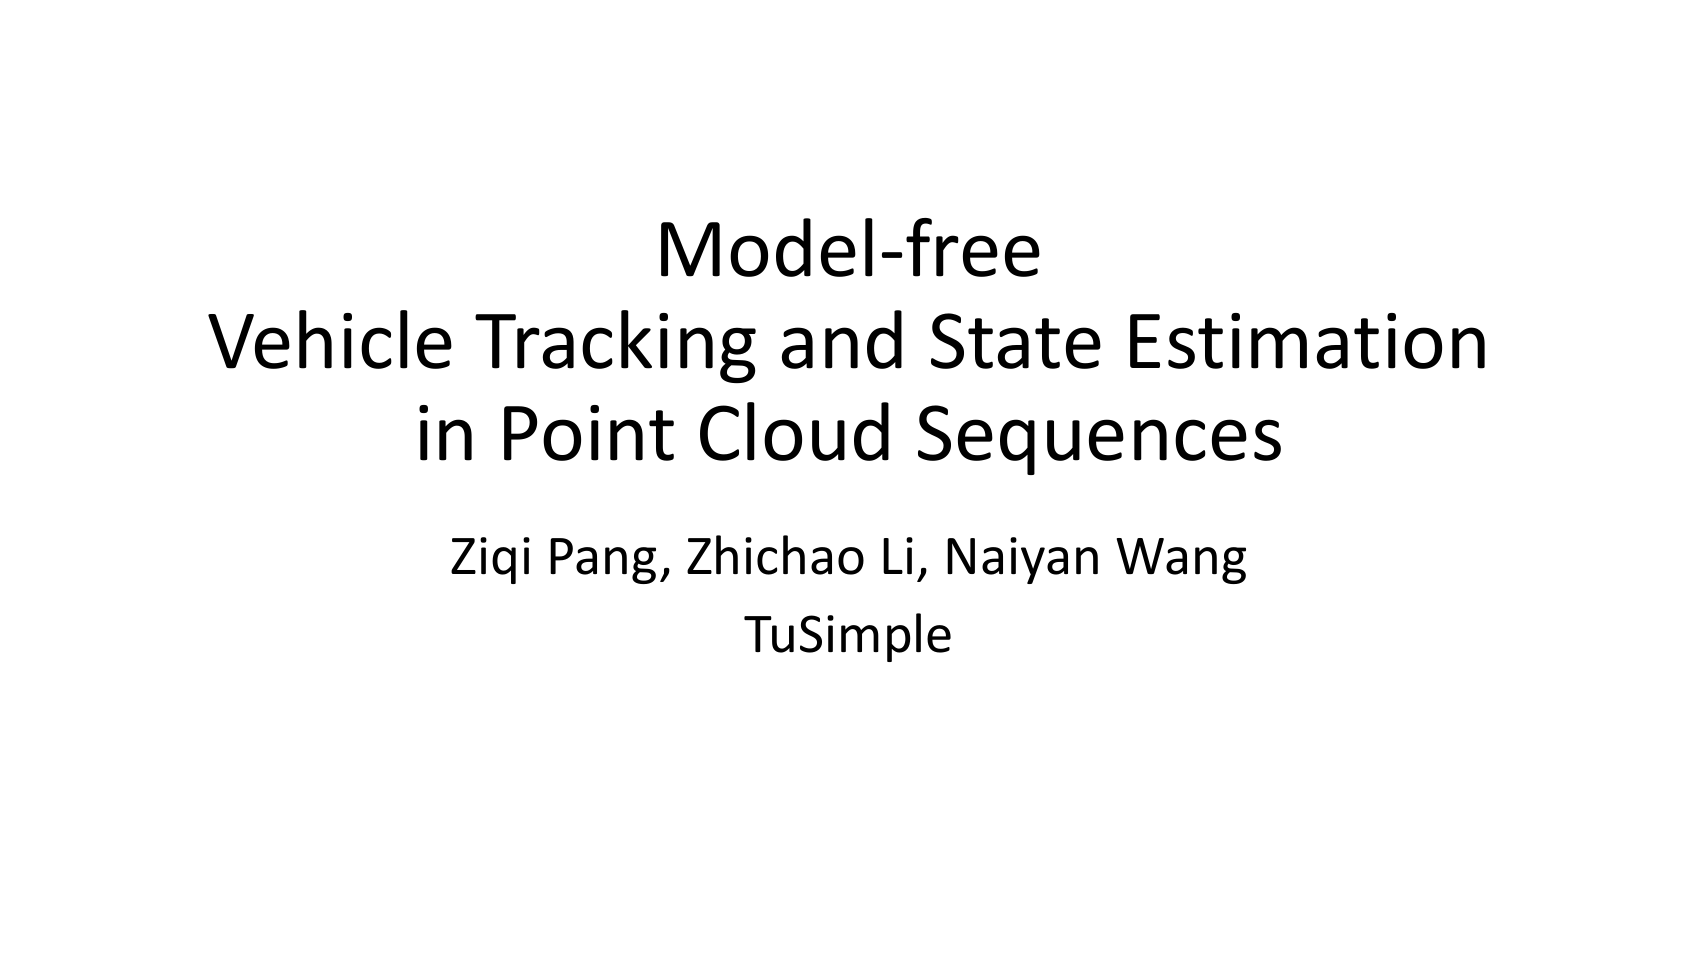 Model-free
Vehicle Tracking and State Estimation
in Point Cloud Sequences
Ziqi Pang, Zhichao Li, Naiyan Wang
TuSimple